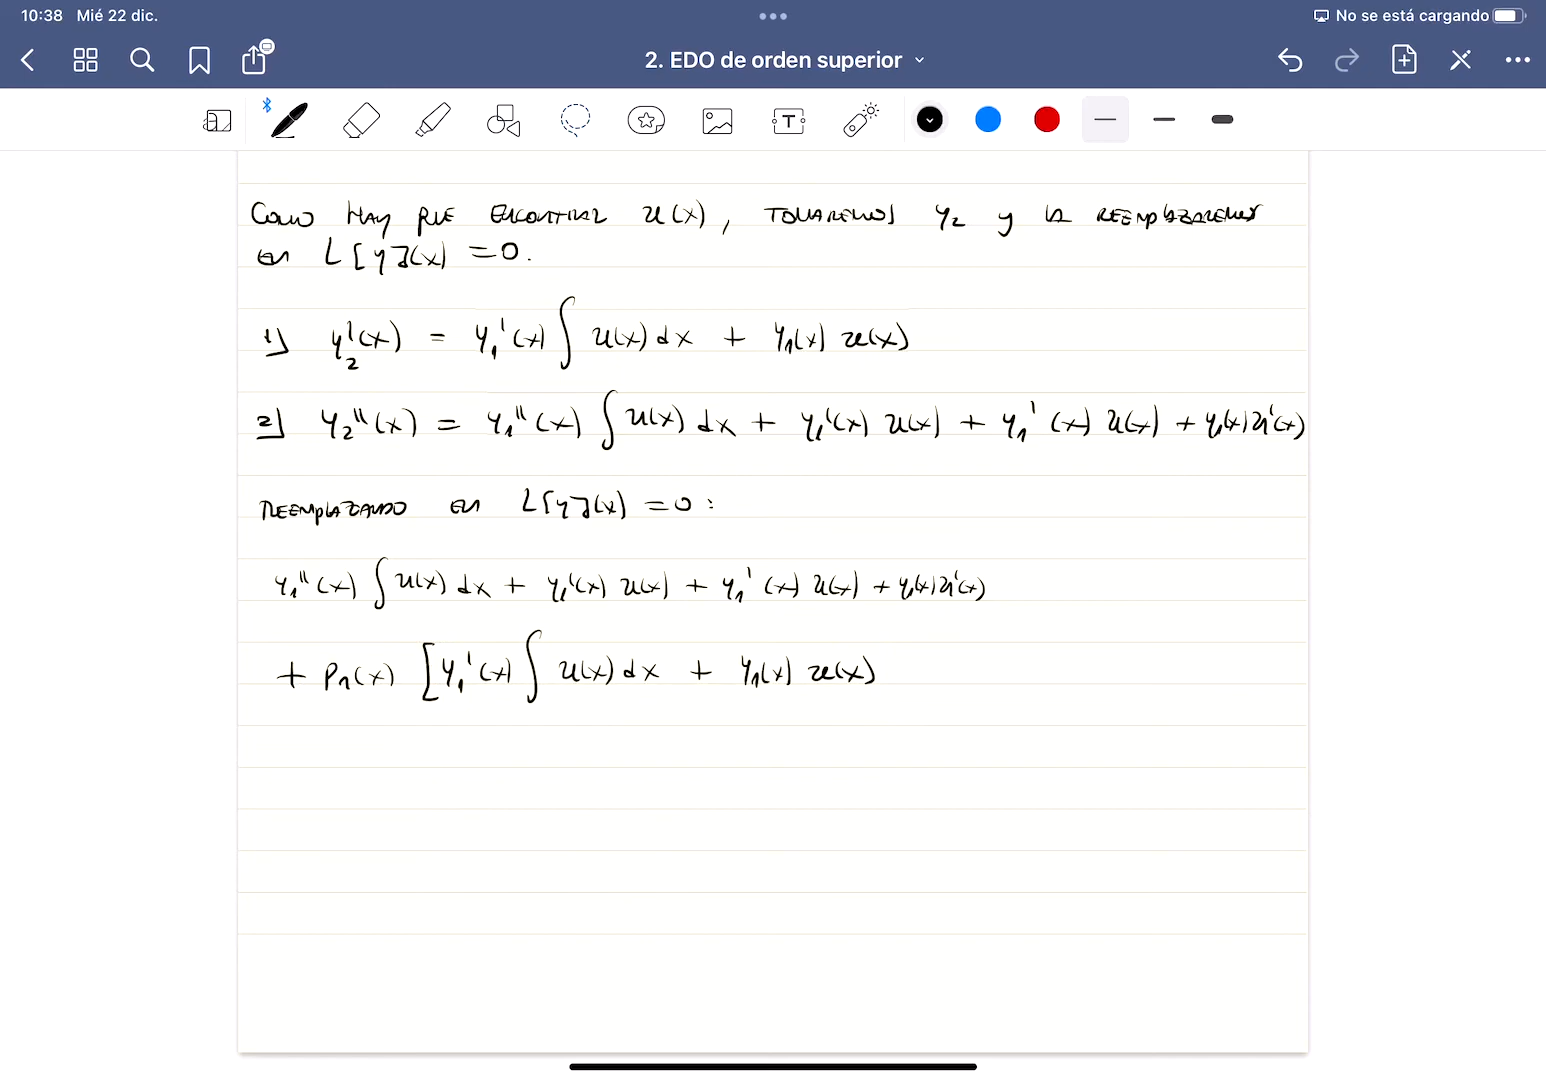 10:38 Mié 22 dic.
No se está cargando
2. EDO de orden superior
Como hay que encontrar u(x), tomaremos y₂ y la reemplazaremos
en L[y](x) = 0.
1) y₂'(x) = y₁'(x) ∫ u(x) dx + y₁(x) u(x)
2) y₂''(x) = y₁''(x) ∫ u(x) dx + y₁'(x) u(x) + y₁'(x) u(x) + y₁(x) u'(x)
Reemplazando en L[y](x) = 0 :
y₁''(x) ∫ u(x) dx + y₁'(x) u(x) + y₁'(x) u(x) + y₁(x) u'(x)
+ P₁(x) [y₁'(x) ∫ u(x) dx + y₁(x) u(x)